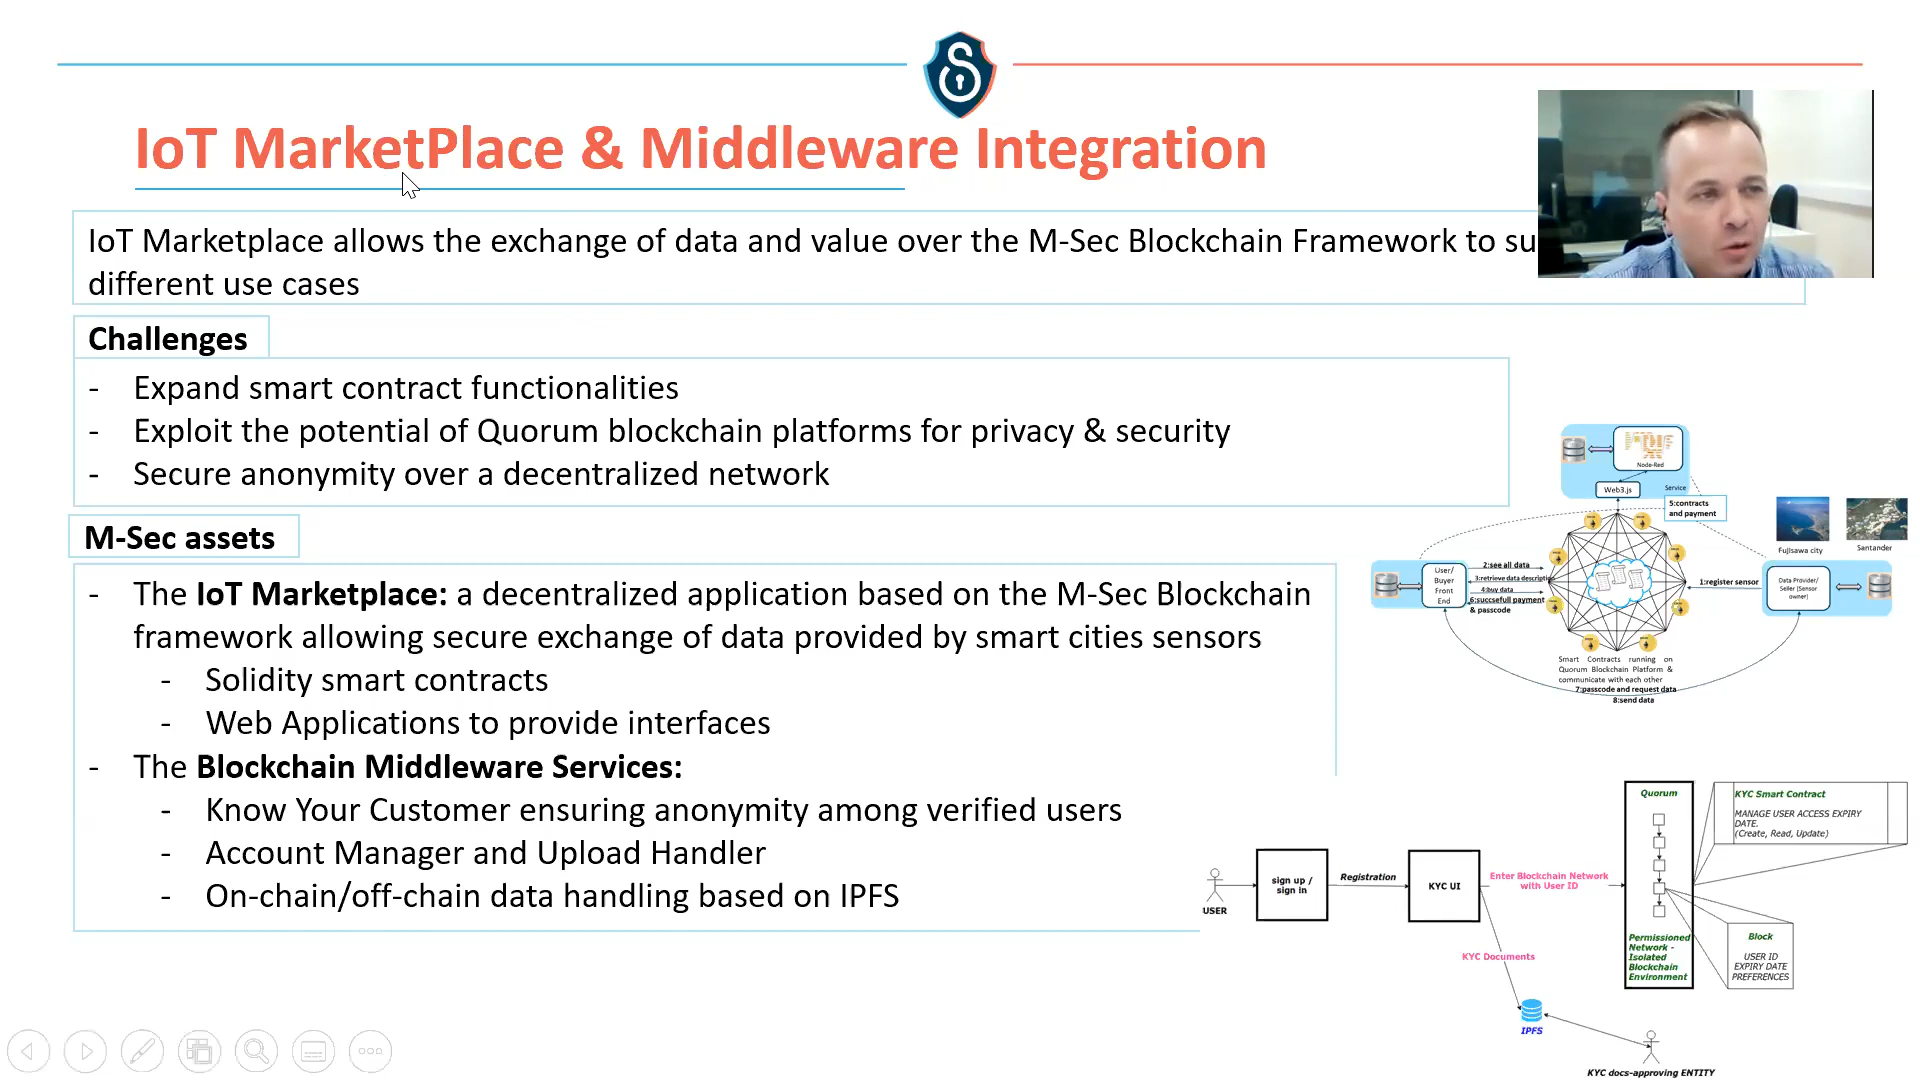 IoT MarketPlace & Middleware Integration
IoT Marketplace allows the exchange of data and value over the M-Sec Blockchain Framework to su
different use cases
Challenges
- Expand smart contract functionalities
- Exploit the potential of Quorum blockchain platforms for privacy & security
- Secure anonymity over a decentralized network
M-Sec assets
- The IoT Marketplace: a decentralized application based on the M-Sec Blockchain
framework allowing secure exchange of data provided by smart cities sensors
- Solidity smart contracts
- Web Applications to provide interfaces
- The Blockchain Middleware Services:
- Know Your Customer ensuring anonymity among verified users
- Account Manager and Upload Handler
- On-chain/off-chain data handling based on IPFS
Node-Red
Web3.js
Service
5:contracts
and payment
Fujisawa city
Santander
User/
Buyer
Front
End
2:see all data
3:retrieve data descriptio
4:buy data
6:succsefull payment
& passcode
1:register sensor
Data Provider/
Seller (Sensor
owner)
Smart Contracts running on
Quorum Blockchain Platform &
communicate with each other
7:passcode and request data
8:send data
USER
sign up /
sign in
Registration
KYC UI
Enter Blockchain Network
with User ID
KYC Documents
IPFS
KYC docs-approving ENTITY
Quorum
Permissioned
Network -
Isolated
Blockchain
Environment
KYC Smart Contract
MANAGE USER ACCESS EXPIRY
DATE.
(Create, Read, Update)
Block
USER ID
EXPIRY DATE
PREFERENCES